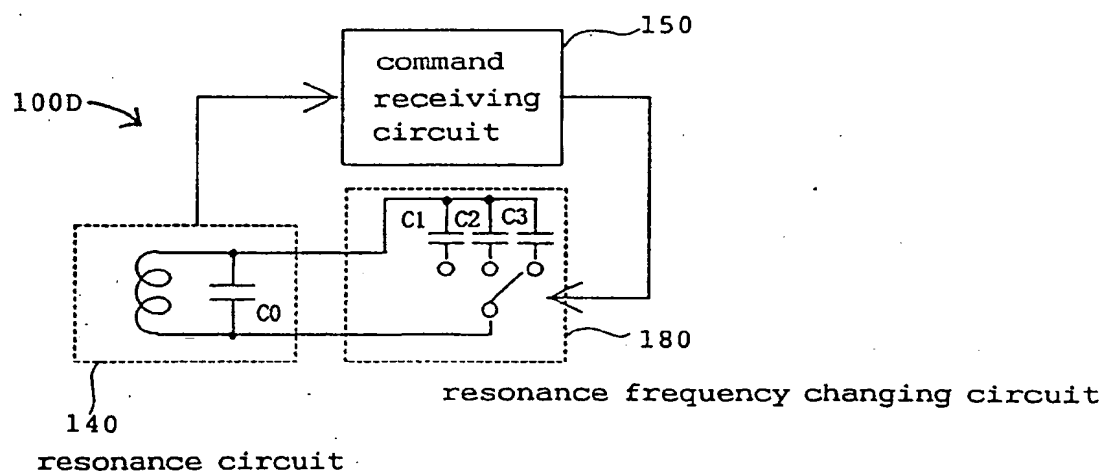 150
command
receiving
circuit
100D
C1 C2 C3
C0
180
resonance frequency changing circuit
140
resonance circuit